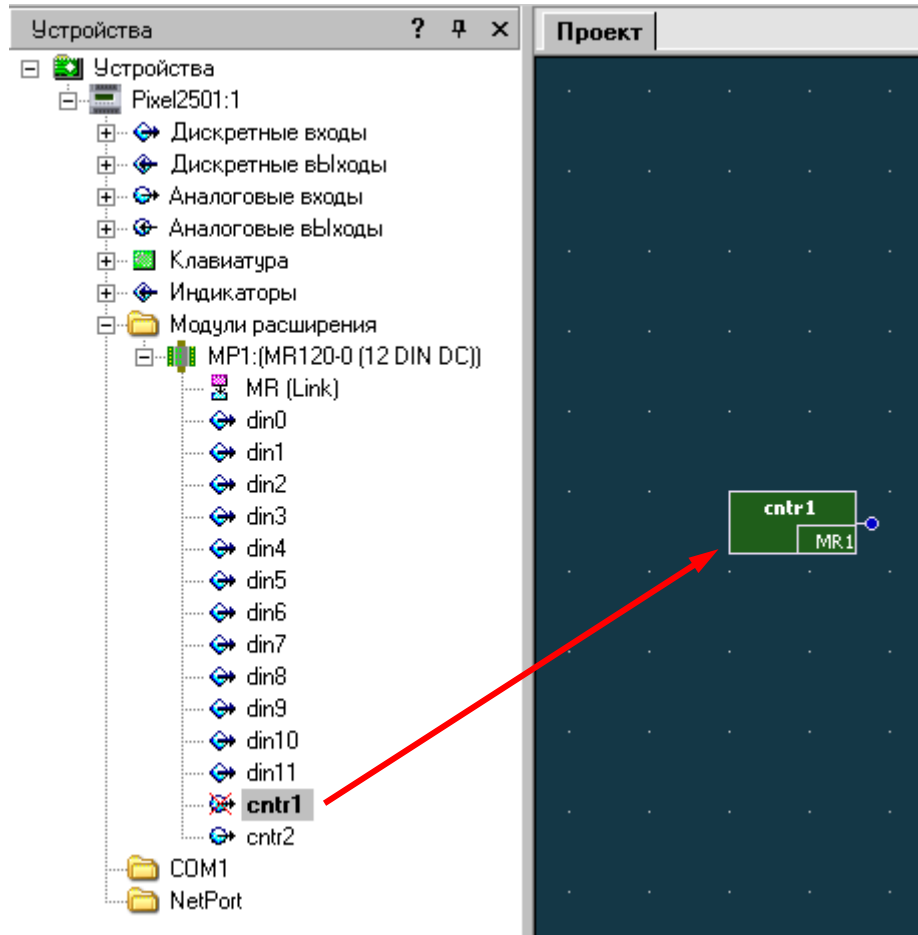 Устройства
Проект
Устройства
Pixel2501:1
Дискретные входы
Дискретные вЫходы
Аналоговые входы
Аналоговые вЫходы
Клавиатура
Индикаторы
Модули расширения
MP1:(MR120-0 (12 DIN DC))
MR (Link)
din0
din1
din2
din3
din4
din5
din6
din7
din8
din9
din10
din11
cntr1
cntr2
COM1
NetPort
cntr1
MR1